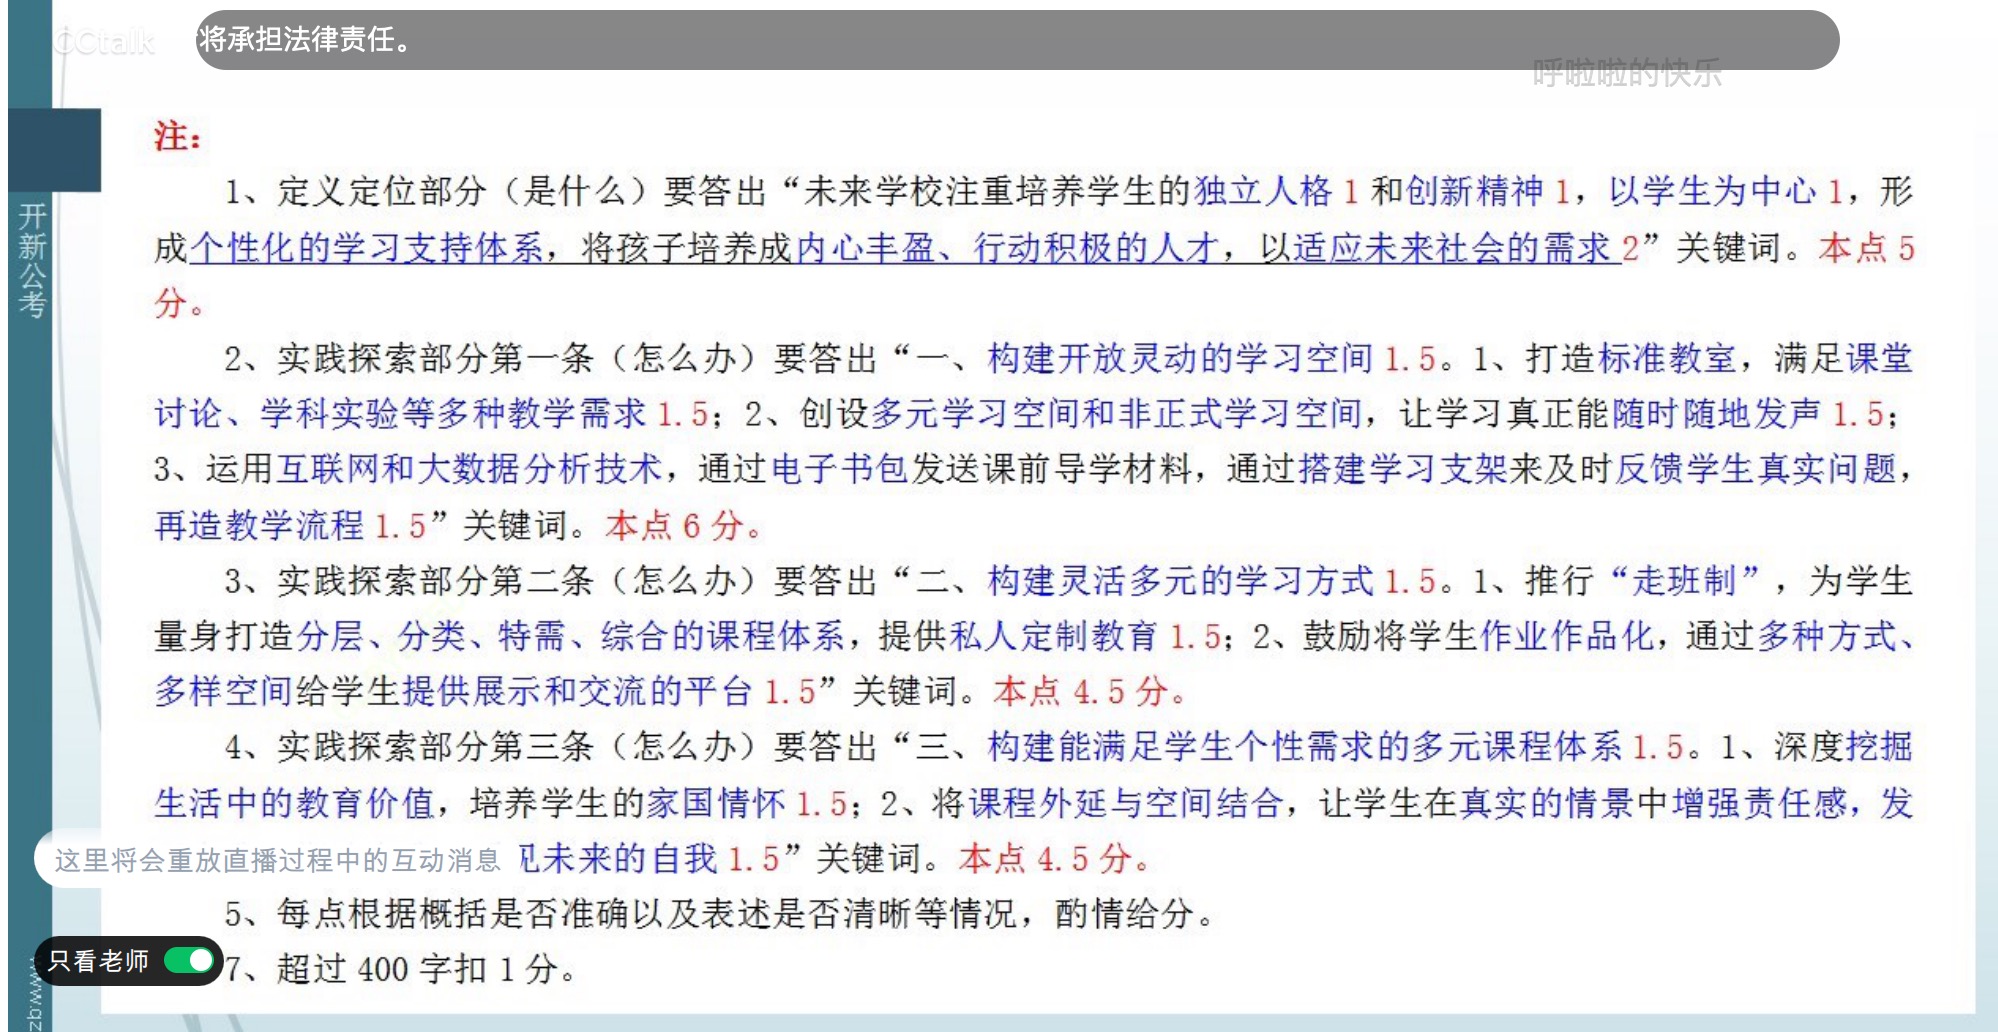 CCtalk
将承担法律责任。
呼啦啦的快乐
开新公考
注：
1、定义定位部分（是什么）要答出“未来学校注重培养学生的独立人格 1 和创新精神 1，以学生为中心 1，形
成个性化的学习支持体系，将孩子培养成内心丰盈、行动积极的人才，以适应未来社会的需求 2”关键词。本点 5
分。
2、实践探索部分第一条（怎么办）要答出“一、构建开放灵动的学习空间 1.5。1、打造标准教室，满足课堂
讨论、学科实验等多种教学需求 1.5；2、创设多元学习空间和非正式学习空间，让学习真正能随时随地发声 1.5；
3、运用互联网和大数据分析技术，通过电子书包发送课前导学材料，通过搭建学习支架来及时反馈学生真实问题，
再造教学流程 1.5”关键词。本点 6 分。
3、实践探索部分第二条（怎么办）要答出“二、构建灵活多元的学习方式 1.5。1、推行“走班制”，为学生
量身打造分层、分类、特需、综合的课程体系，提供私人定制教育 1.5；2、鼓励将学生作业作品化，通过多种方式、
多样空间给学生提供展示和交流的平台 1.5”关键词。本点 4.5 分。
4、实践探索部分第三条（怎么办）要答出“三、构建能满足学生个性需求的多元课程体系 1.5。1、深度挖掘
生活中的教育价值，培养学生的家国情怀 1.5；2、将课程外延与空间结合，让学生在真实的情景中增强责任感，发
这里将会重放直播过程中的互动消息
见未来的自我 1.5”关键词。本点 4.5 分。
5、每点根据概括是否准确以及表述是否清晰等情况，酌情给分。
只看老师
7、超过 400 字扣 1 分。
www.qz